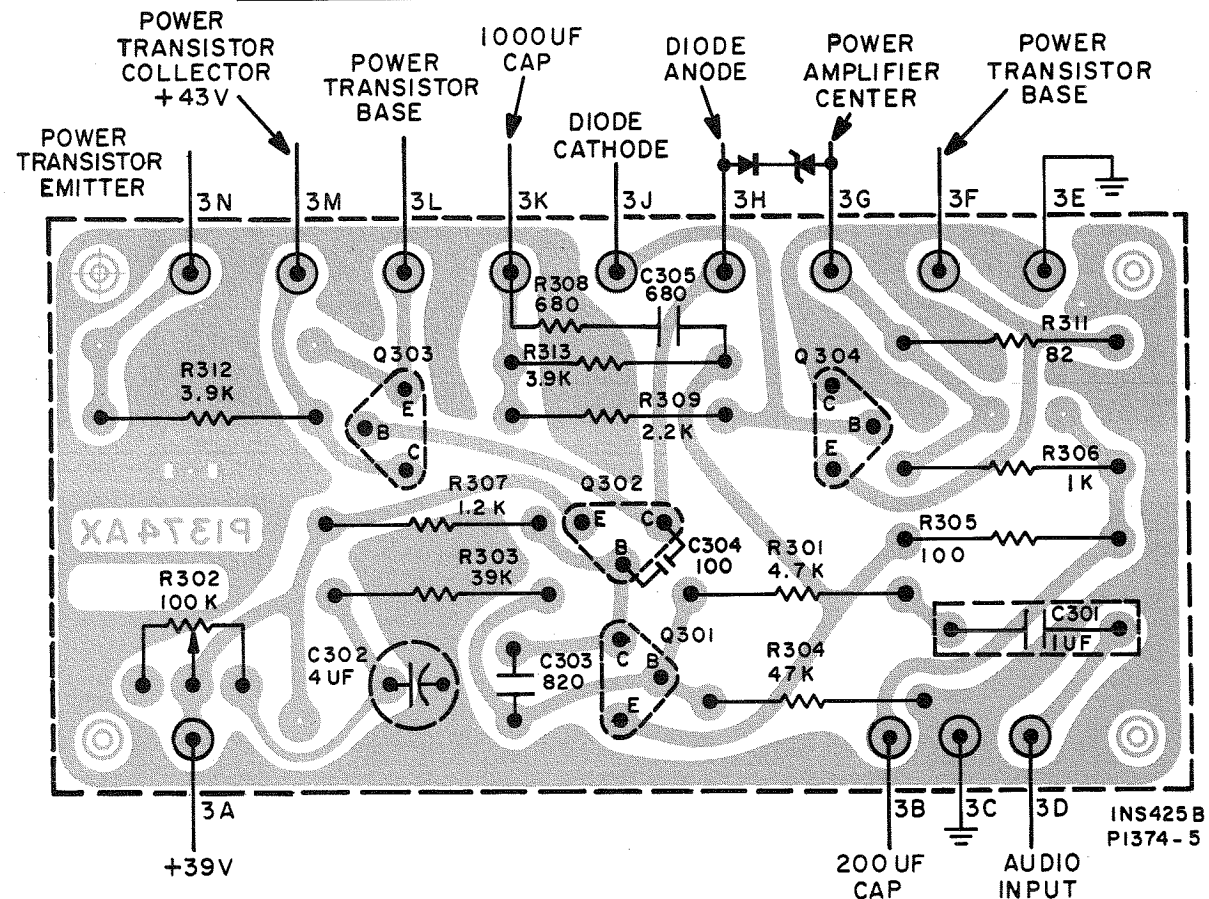 POWER
TRANSISTOR
COLLECTOR
+43V
POWER
TRANSISTOR
BASE
1000UF
CAP
DIODE
CATHODE
DIODE
ANODE
POWER
AMPLIFIER
CENTER
POWER
TRANSISTOR
BASE
POWER
TRANSISTOR
EMITTER
3N
3M
3L
3K
3J
3H
3G
3F
3E
R308
680
C305
680
R311
82
Q303
R313
3.9K
Q304
R312
3.9K
E
B
C
R309
2.2K
C
B
E
R307
1.2K
Q302
E
C
B
R306
1K
P1374AX
C304
100
R305
100
R303
39K
R301
4.7K
R302
100K
C301
1UF
C302
4UF
C303
820
Q301
C
B
E
R304
47K
3A
3B
3C
3D
INS425B
P1374-5
+39V
200UF
CAP
AUDIO
INPUT